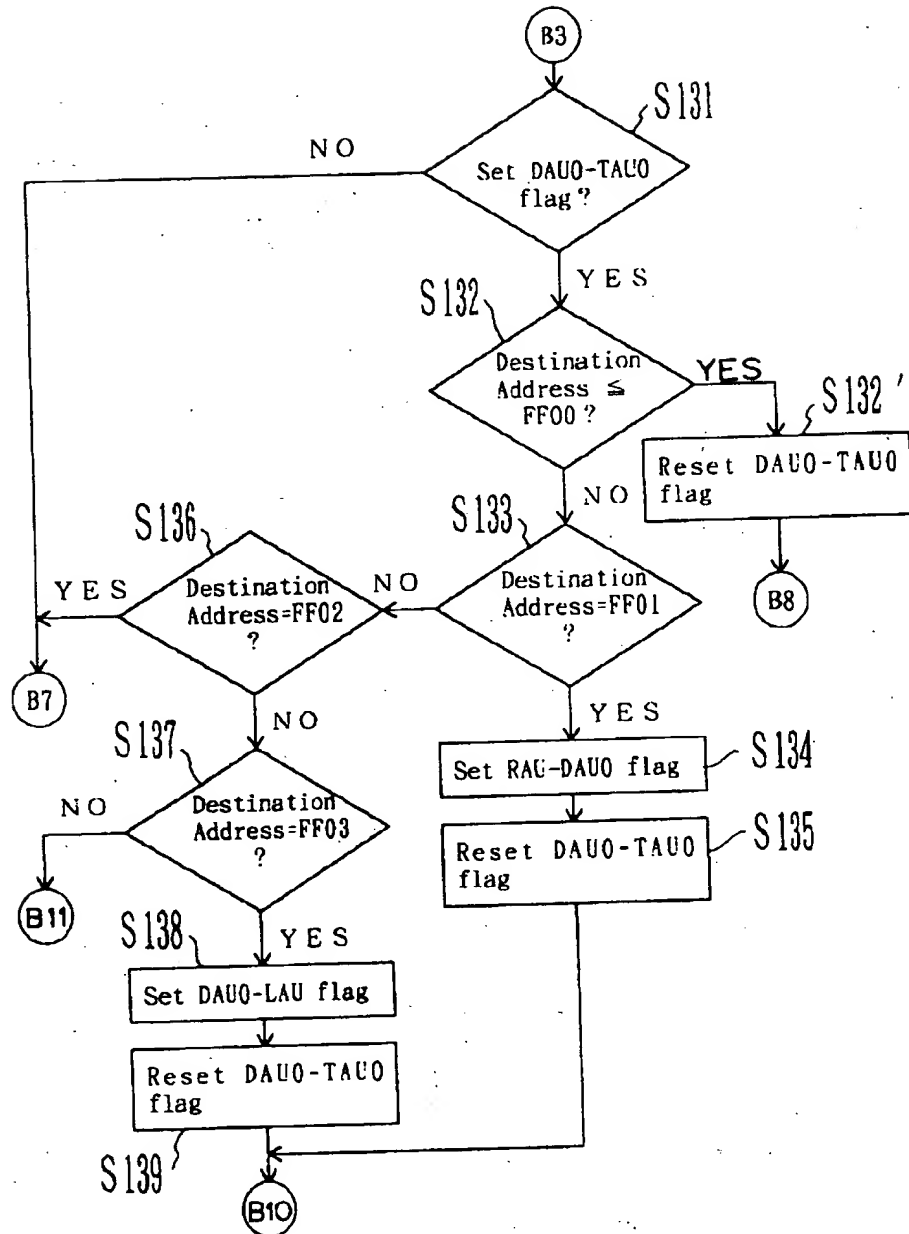 B3
S131
NO
Set DAU0-TAU0
flag?
YES
S132
Destination
Address ≦
FF00?
YES
S132'
Reset DAU0-TAU0
flag
NO
B8
S133
Destination
Address=FF01
?
NO
S136
Destination
Address=FF02
?
YES
B7
NO
YES
S134
Set RAU-DAU0 flag
S137
Destination
Address=FF03
?
NO
B11
S135
Reset DAU0-TAU0
flag
YES
S138
Set DAU0-LAU flag
Reset DAU0-TAU0
flag
S139
B10